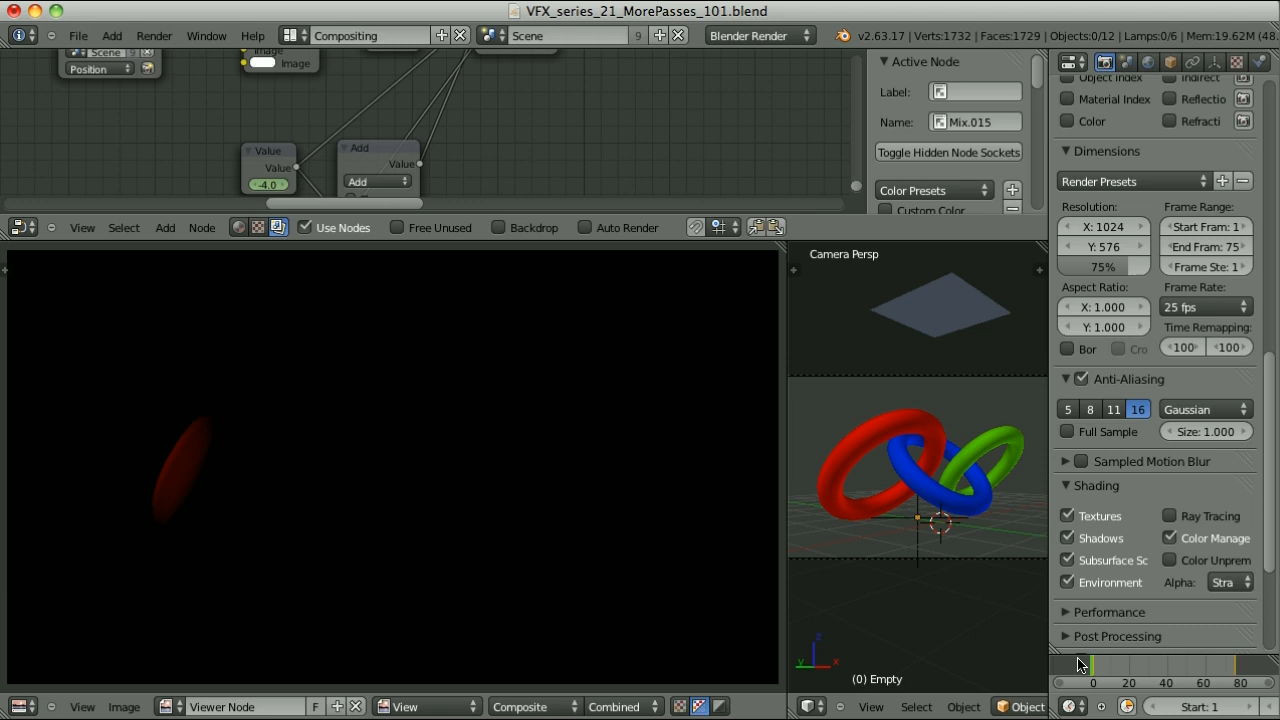 VFX_series_21_MorePasses_101.blend
File Add Render Window Help Compositing Scene 9 Blender Render v2.63.17 | Verts:1732 | Faces:1729 | Objects:0/12 | Lamps:0/6 | Mem:19.62M (48.
Scene 9
Position
Image
Image
Value
Value
-4.0
Add
Value
Add
Active Node
Label:
Name: Mix.015
Toggle Hidden Node Sockets
Color Presets
Custom Color
View Select Add Node Use Nodes Free Unused Backdrop Auto Render
Camera Persp
z
y x
(0) Empty
Object Index Indirect
Material Index Reflectio
Color Refracti
Dimensions
Render Presets
Resolution: Frame Range:
X: 1024 Start Fram: 1
Y: 576 End Fram: 75
75% Frame Ste: 1
Aspect Ratio: Frame Rate:
X: 1.000 25 fps
Y: 1.000 Time Remapping:
Bor Cro 100 100
Anti-Aliasing
5 8 11 16 Gaussian
Full Sample Size: 1.000
Sampled Motion Blur
Shading
Textures Ray Tracing
Shadows Color Manage
Subsurface Sc Color Unprem
Environment Alpha: Stra
Performance
Post Processing
0 20 40 60 80
View Image Viewer Node F View Composite Combined
View Select Object Object
Start: 1